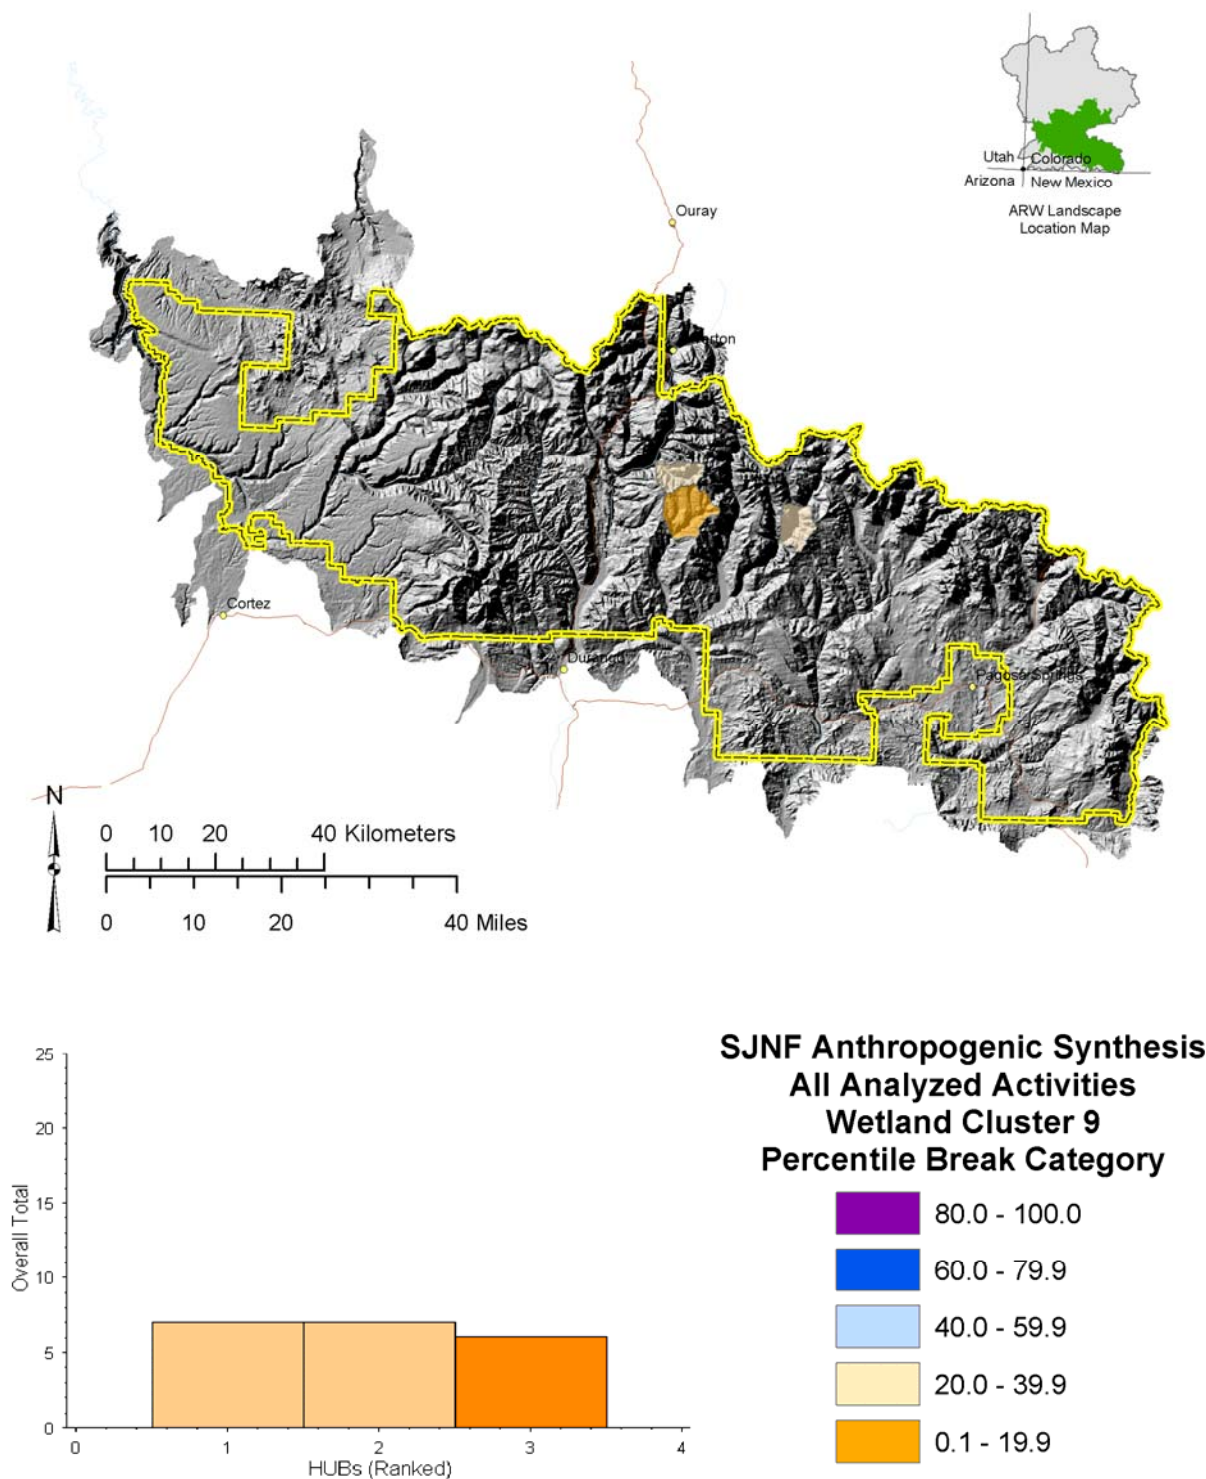 Utah
Colorado
Arizona
New Mexico
ARW Landscape
Location Map
Ouray
Cortez
Pagosa Springs
N
0 10 20 40 Kilometers
0 10 20 40 Miles
SJNF Anthropogenic Synthesis
All Analyzed Activities
Wetland Cluster 9
Percentile Break Category
80.0 - 100.0
60.0 - 79.9
40.0 - 59.9
20.0 - 39.9
0.1 - 19.9
Overall Total
25
20
15
10
5
0
0 1 2 3 4
HUBs (Ranked)